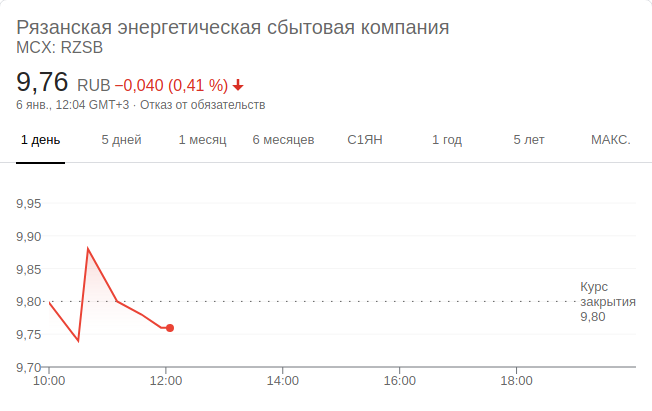 Рязанская энергетическая сбытовая компания
MCX: RZSB
9,76 RUB −0,040 (0,41 %)
6 янв., 12:04 GMT+3 · Отказ от обязательств
1 день 5 дней 1 месяц 6 месяцев С1ЯН 1 год 5 лет МАКС.
9,95
9,90
9,85
9,80
9,75
9,70
Курс
закрытия
9,80
10:00 12:00 14:00 16:00 18:00